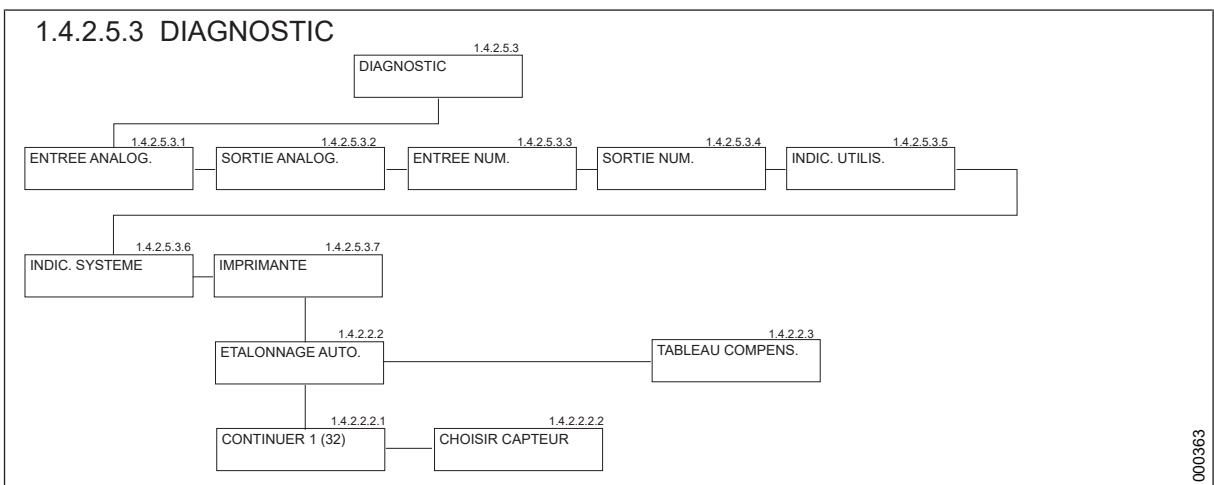 1.4.2.5.3 DIAGNOSTIC
1.4.2.5.3
DIAGNOSTIC
1.4.2.5.3.1
ENTREE ANALOG.
1.4.2.5.3.2
SORTIE ANALOG.
1.4.2.5.3.3
ENTREE NUM.
1.4.2.5.3.4
SORTIE NUM.
1.4.2.5.3.5
INDIC. UTILIS.
1.4.2.5.3.6
INDIC. SYSTEME
1.4.2.5.3.7
IMPRIMANTE
1.4.2.2.2
ETALONNAGE AUTO.
1.4.2.2.3
TABLEAU COMPENS.
1.4.2.2.2.1
CONTINUER 1 (32)
1.4.2.2.2.2
CHOISIR CAPTEUR
000363